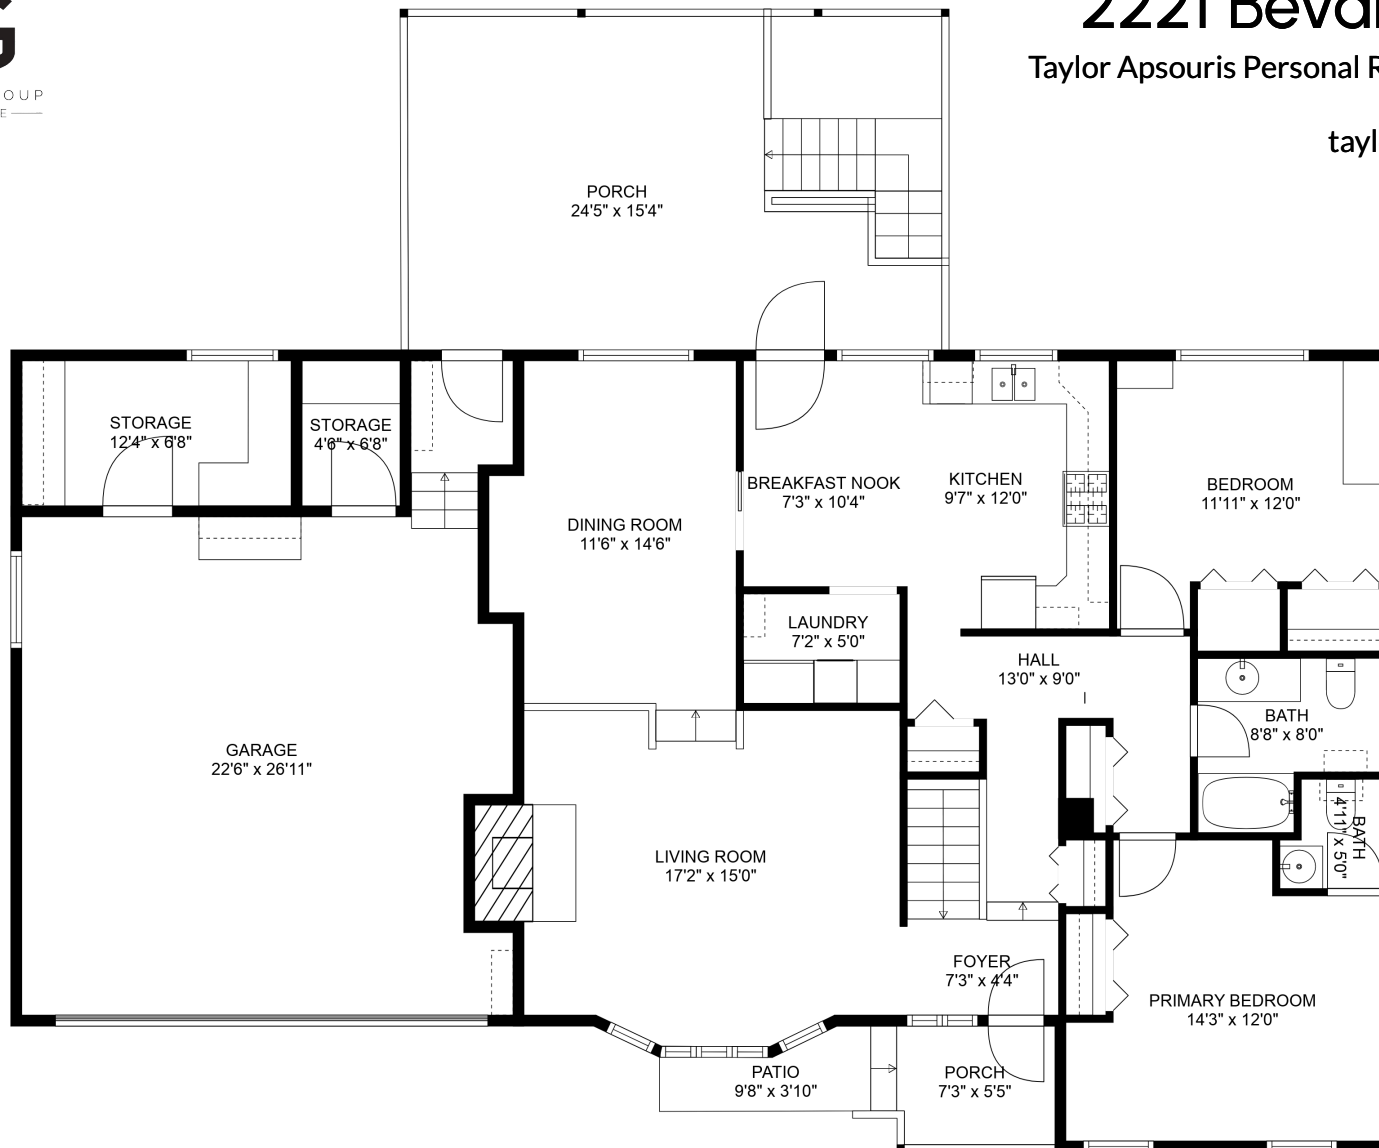 2221 Beva
Taylor Apsouris Personal R
tayl
G
OUP
E
PORCH
24'5" x 15'4"
STORAGE
12'4" x 6'8"
STORAGE
4'6" x 6'8"
BREAKFAST NOOK
7'3" x 10'4"
KITCHEN
9'7" x 12'0"
BEDROOM
11'11" x 12'0"
DINING ROOM
11'6" x 14'6"
LAUNDRY
7'2" x 5'0"
HALL
13'0" x 9'0"
BATH
8'8" x 8'0"
GARAGE
22'6" x 26'11"
BATH
4'11" x 5'0"
LIVING ROOM
17'2" x 15'0"
FOYER
7'3" x 4'4"
PRIMARY BEDROOM
14'3" x 12'0"
PATIO
9'8" x 3'10"
PORCH
7'3" x 5'5"